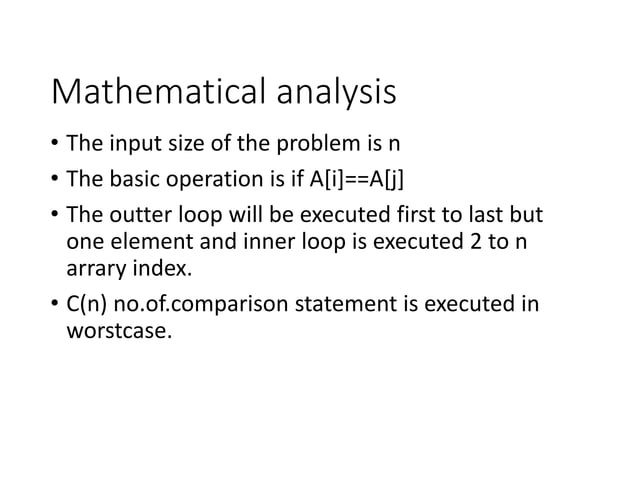 Mathematical analysis
• The input size of the problem is n
• The basic operation is if A[i]==A[j]
• The outter loop will be executed first to last but
one element and inner loop is executed 2 to n
arrary index.
• C(n) no.of.comparison statement is executed in
worstcase.